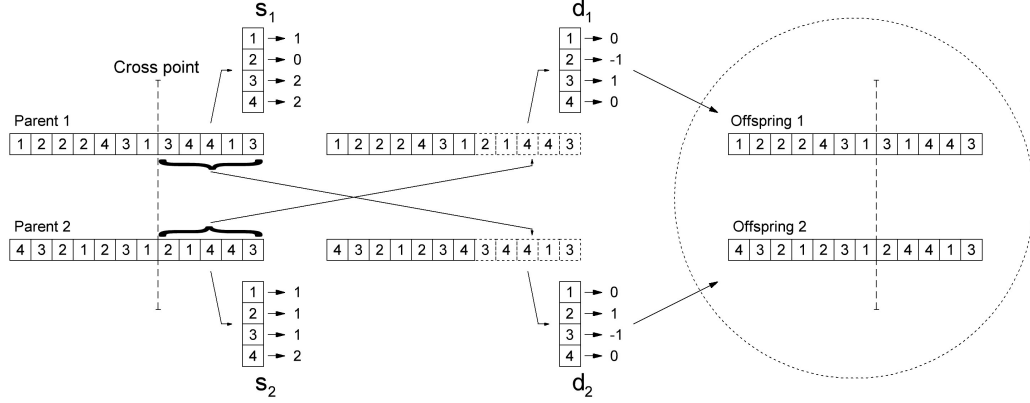 s1
1 → 1
2 → 0
3 → 2
4 → 2
d1
1 → 0
2 → -1
3 → 1
4 → 0
Cross point
Parent 1
1 2 2 2 4 3 1 3 4 4 1 3
1 2 2 2 4 3 1 2 1 4 4 3
Offspring 1
1 2 2 2 4 3 1 3 1 4 4 3
Parent 2
4 3 2 1 2 3 1 2 1 4 4 3
4 3 2 1 2 3 4 3 4 4 1 3
Offspring 2
4 3 2 1 2 3 1 2 4 4 1 3
1 → 1
2 → 1
3 → 1
4 → 2
s2
1 → 0
2 → 1
3 → -1
4 → 0
d2